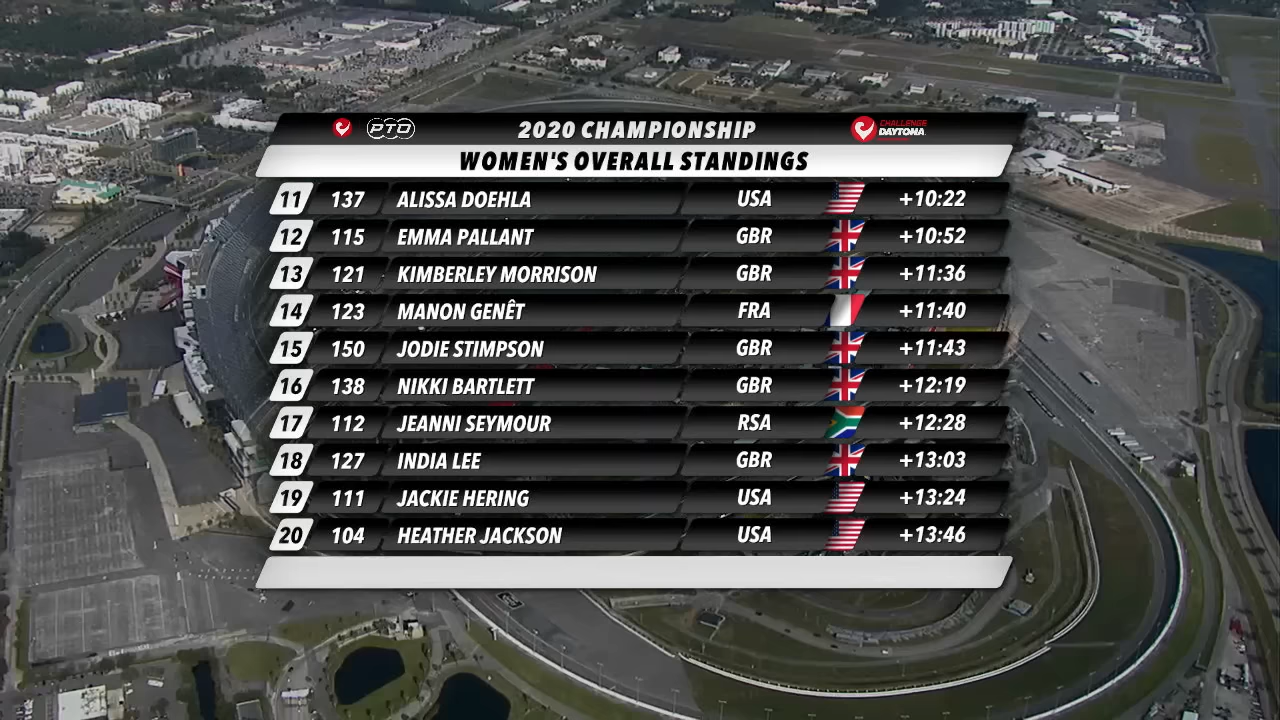 PTO 2020 CHAMPIONSHIP CHALLENGE DAYTONA
WOMEN'S OVERALL STANDINGS
11 137 ALISSA DOEHLA USA +10:22
12 115 EMMA PALLANT GBR +10:52
13 121 KIMBERLEY MORRISON GBR +11:36
14 123 MANON GENÊT FRA +11:40
15 150 JODIE STIMPSON GBR +11:43
16 138 NIKKI BARTLETT GBR +12:19
17 112 JEANNI SEYMOUR RSA +12:28
18 127 INDIA LEE GBR +13:03
19 111 JACKIE HERING USA +13:24
20 104 HEATHER JACKSON USA +13:46